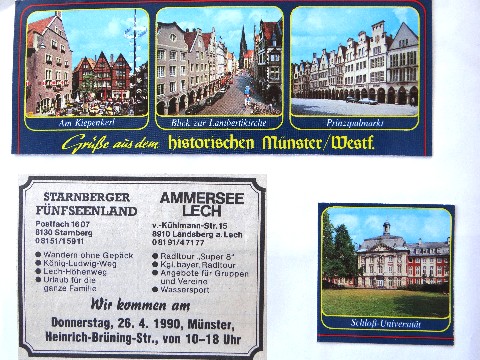 Am Kiepenkerl
Blick zur Lambertikirche
Prinzipalmarkt
Grüße aus dem historischen Münster/Westf.
STARNBERGER
FÜNFSEENLAND
Postfach 1607
8130 Starnberg
08151/15911
● Wandern ohne Gepäck
● König-Ludwig-Weg
● Lech-Höhenweg
● Urlaub für die
ganze Familie
AMMERSEE
LECH
v.-Kühlmann-Str. 15
8910 Landsberg a. Lech
08191/47177
● Radltour „Super 8"
● Kgl. bayer. Radltour
● Angebote für Gruppen
und Vereine
● Wassersport
Wir kommen am
Donnerstag, 26. 4. 1990, Münster,
Heinrich-Brüning-Str., von 10–18 Uhr
Schloß-Universität